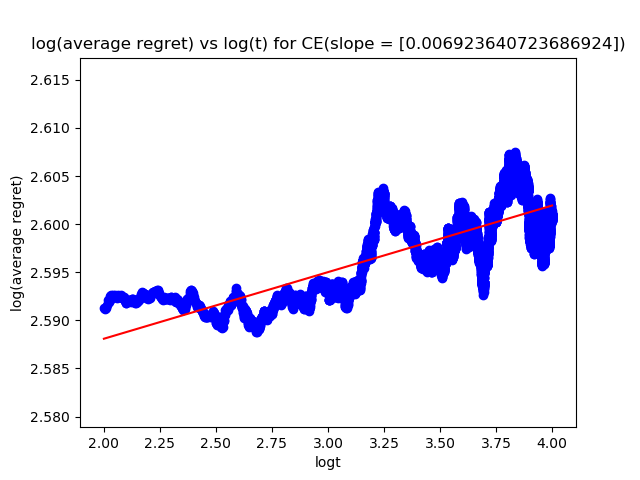 log(average regret) vs log(t) for CE(slope = [0.006923640723686924])
log(average regret)
2.615
2.610
2.605
2.600
2.595
2.590
2.585
2.580
2.00 2.25 2.50 2.75 3.00 3.25 3.50 3.75 4.00
logt